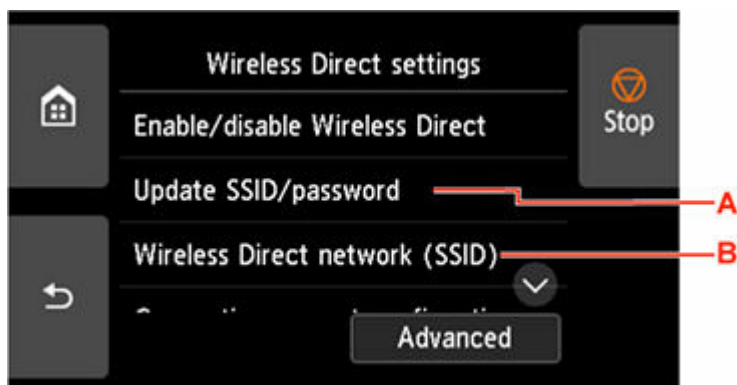 Wireless Direct settings
Enable/disable Wireless Direct
Stop
Update SSID/password
A
Wireless Direct network (SSID)
B
Advanced